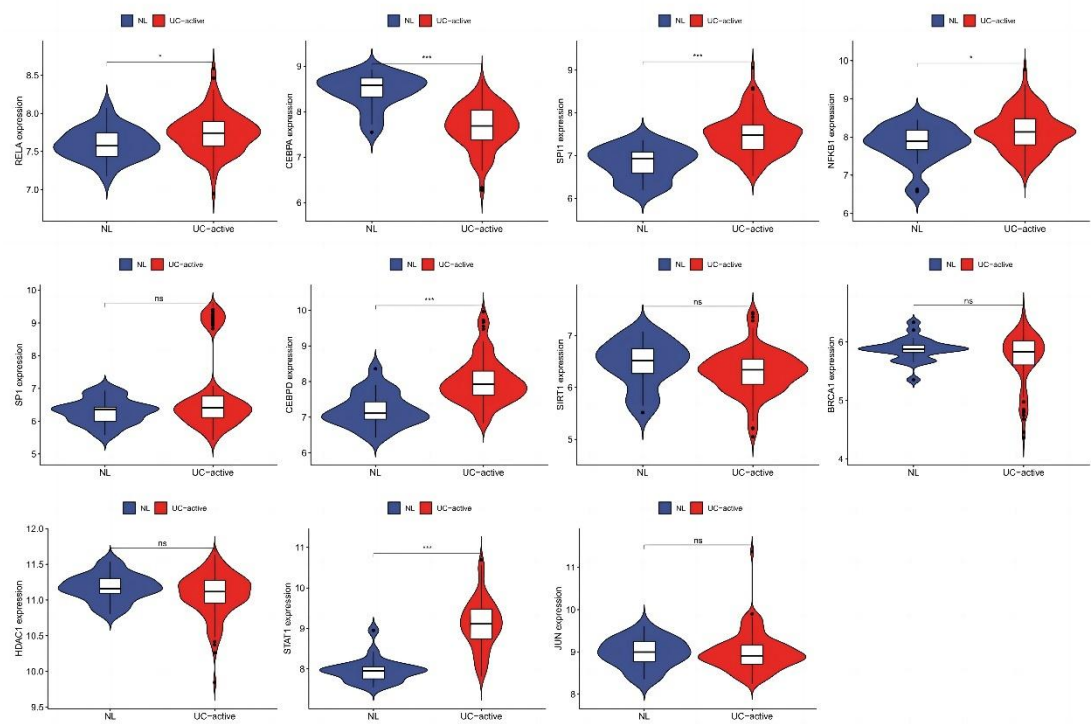 NL UC-active
RELA expression
8.5
8.0
7.5
7.0
*
NL UC-active
NL UC-active
CEBPA expression
9
8
7
6
***
NL UC-active
NL UC-active
SPI1 expression
9
8
7
6
***
NL UC-active
NL UC-active
NFKB1 expression
10
9
8
7
6
*
NL UC-active
NL UC-active
SP1 expression
10
9
8
7
6
5
ns
NL UC-active
NL UC-active
CEBPD expression
10
9
8
7
6
***
NL UC-active
NL UC-active
SIRT1 expression
7
6
5
ns
NL UC-active
NL UC-active
BRCA1 expression
6
5
4
ns
NL UC-active
NL UC-active
HDAC1 expression
12.0
11.5
11.0
10.5
10.0
9.5
ns
NL UC-active
NL UC-active
STAT1 expression
11
10
9
8
***
NL UC-active
NL UC-active
JUN expression
11
10
9
8
ns
NL UC-active